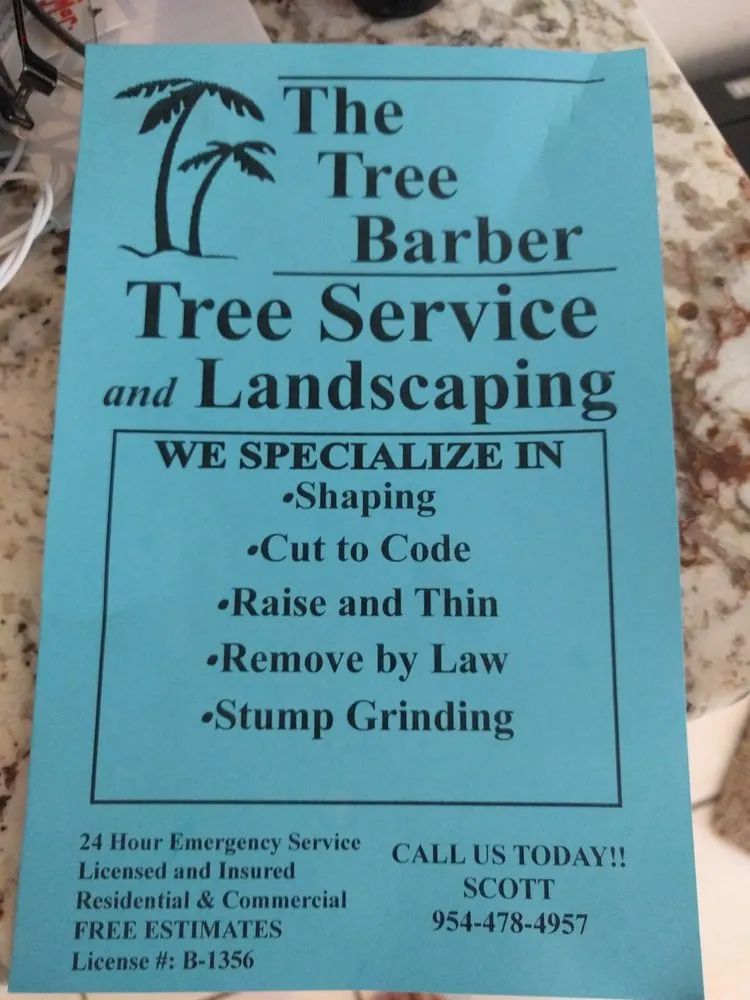 The
Tree
Barber
Tree Service
and Landscaping
WE SPECIALIZE IN
•Shaping
•Cut to Code
•Raise and Thin
•Remove by Law
•Stump Grinding
24 Hour Emergency Service
Licensed and Insured
Residential & Commercial
FREE ESTIMATES
License #: B-1356
CALL US TODAY!!
SCOTT
954-478-4957